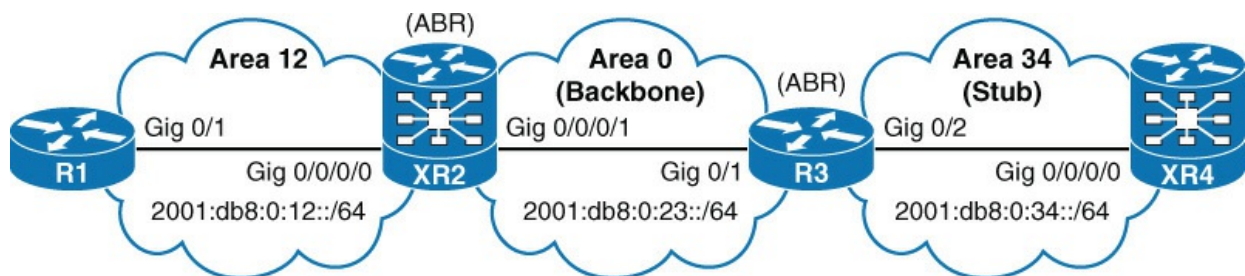 (ABR)
Area 12
Area 0
(Backbone)
(ABR)
Area 34
(Stub)
Gig 0/1
Gig 0/0/0/1
Gig 0/2
R1
Gig 0/0/0/0
XR2
Gig 0/1
R3
Gig 0/0/0/0
XR4
2001:db8:0:12::/64
2001:db8:0:23::/64
2001:db8:0:34::/64